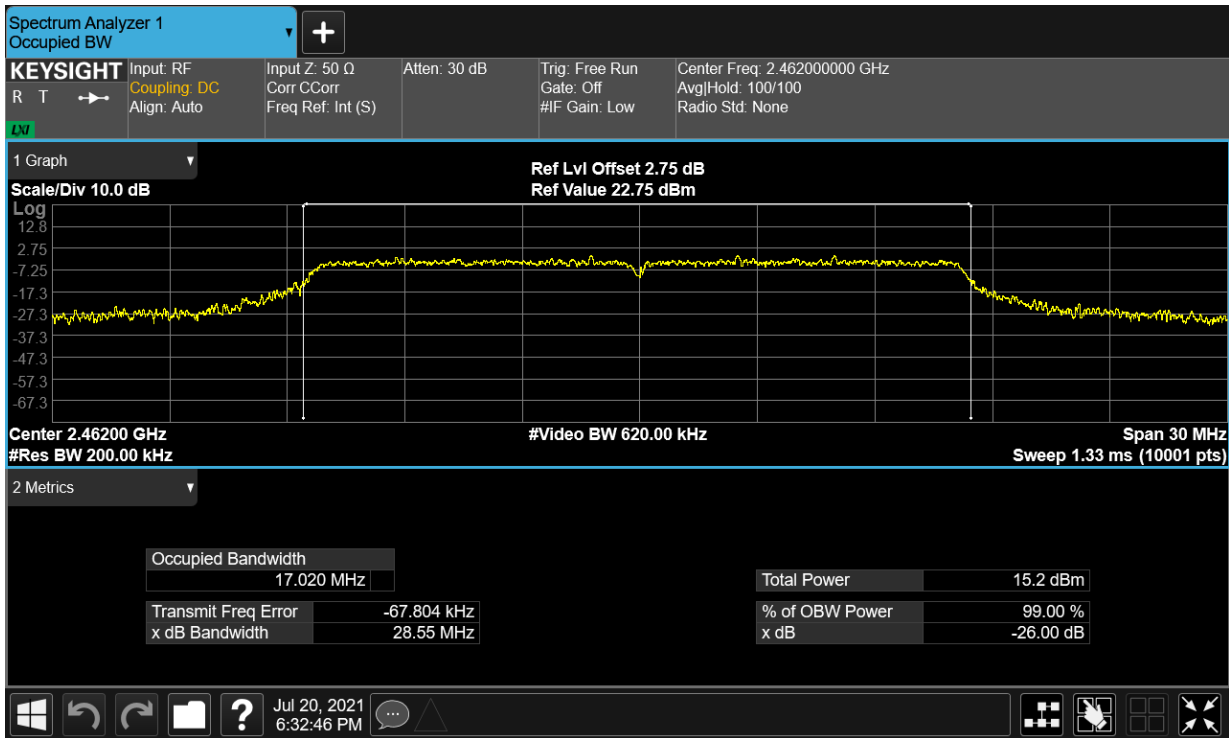 Spectrum Analyzer 1
Occupied BW
KEYSIGHT
R T
LXI
Input: RF
Coupling: DC
Align: Auto
Input Z: 50 Ω
Corr CCorr
Freq Ref: Int (S)
Atten: 30 dB
Trig: Free Run
Gate: Off
#IF Gain: Low
Center Freq: 2.462000000 GHz
Avg|Hold: 100/100
Radio Std: None
1 Graph
Scale/Div 10.0 dB
Ref Lvl Offset 2.75 dB
Ref Value 22.75 dBm
Log
12.8
2.75
-7.25
-17.3
-27.3
-37.3
-47.3
-57.3
-67.3
Center 2.46200 GHz
#Res BW 200.00 kHz
#Video BW 620.00 kHz
Span 30 MHz
Sweep 1.33 ms (10001 pts)
2 Metrics
Occupied Bandwidth
17.020 MHz
Transmit Freq Error -67.804 kHz
x dB Bandwidth 28.55 MHz
Total Power 15.2 dBm
% of OBW Power 99.00 %
x dB -26.00 dB
?
Jul 20, 2021
6:32:46 PM